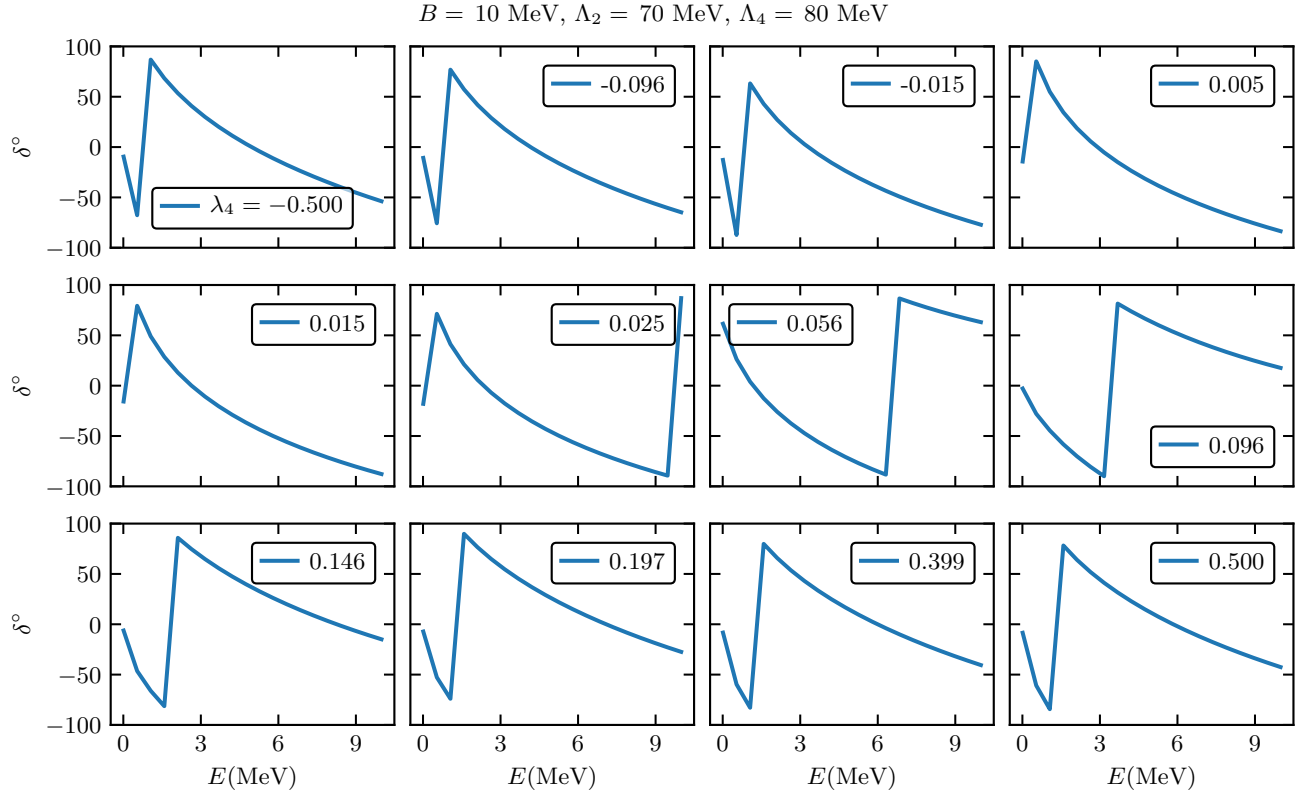 B = 10 MeV, Λ₂ = 70 MeV, Λ₄ = 80 MeV
100
50
0
−50
−100
δ°
λ₄ = −0.500
-0.096
-0.015
0.005
100
50
0
−50
−100
δ°
0.015
0.025
0.056
0.096
100
50
0
−50
−100
δ°
0.146
0.197
0.399
0.500
0 3 6 9
0 3 6 9
0 3 6 9
0 3 6 9
E(MeV)
E(MeV)
E(MeV)
E(MeV)